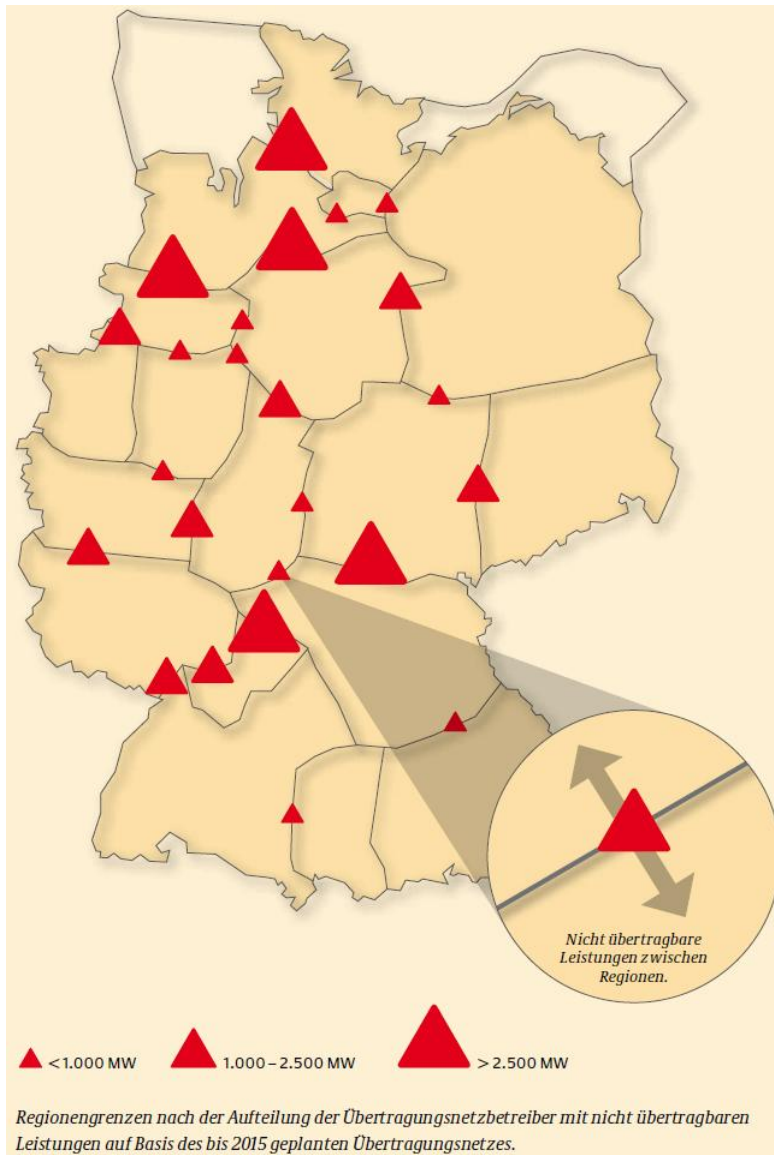 Nicht übertragbare
Leistungen zwischen
Regionen.
<1.000 MW
1.000–2.500 MW
>2.500 MW
Regionengrenzen nach der Aufteilung der Übertragungsnetzbetreiber mit nicht übertragbaren
Leistungen auf Basis des bis 2015 geplanten Übertragungsnetzes.